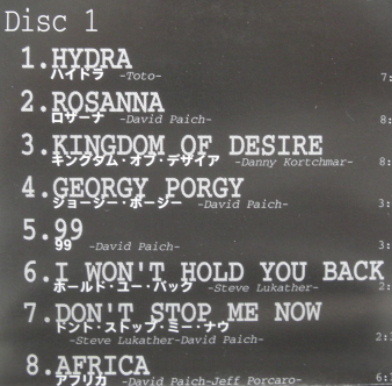 Disc 1
1.HYDRA
ハイドラ -Toto- 7:
2.ROSANNA
ロザーナ -David Paich- 8:
3.KINGDOM OF DESIRE
キングダム・オブ・デザイア -Danny Kortchmar- 8:
4.GEORGY PORGY
ジョージー・ポージー -David Paich- 3:
5.99
99 -David Paich- 3:
6.I WON'T HOLD YOU BACK
ホールド・ユー・バック -Steve Lukather- 2:
7.DON'T STOP ME NOW
ドント・ストップ・ミー・ナウ
-Steve Lukather-David Paich- 2:
8.AFRICA
アフリカ -David Paich-Jeff Porcaro- 6: